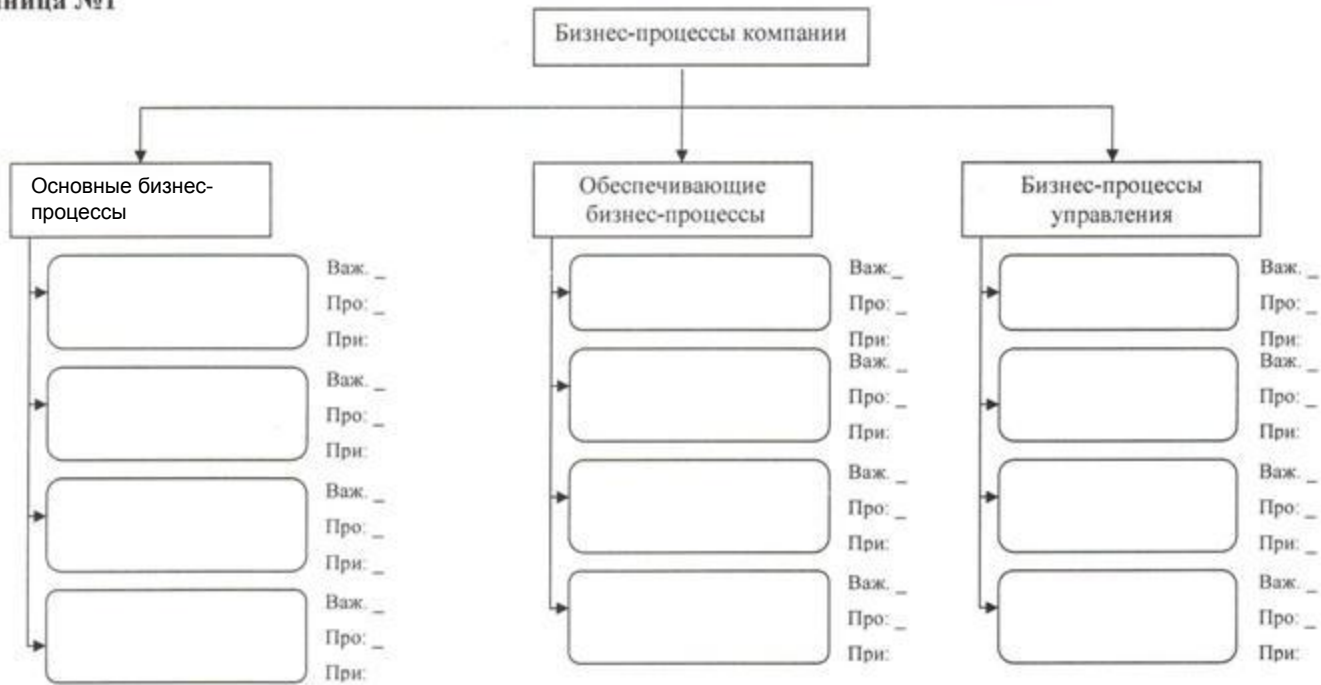 №1
Бизнес-процессы компании
Основные бизнес-
процессы
Обеспечивающие
бизнес-процессы
Бизнес-процессы
управления
Важ. _
Про: _
При:
Важ. _
Про: _
При:
Важ. _
Про: _
При: _
Важ. _
Про: _
При:
Важ. _
Про: _
При:
Важ. _
Про: _
При:
Важ. _
Про: _
При:
Важ. _
Про: _
При:
Важ. _
Про: _
При:
Важ. _
Про: _
При:
Важ. _
Про: _
При: _
Важ. _
Про: _
При: